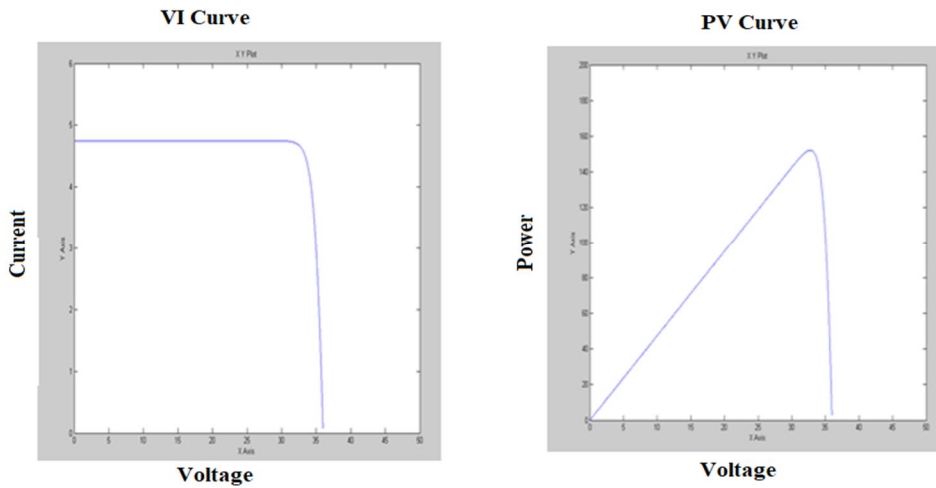 VI Curve
X Y Plot
6
5
4
3
2
1
0
0 5 10 15 20 25 30 35 40 45 50
Y Axis
X Axis
Current
Voltage
PV Curve
X Y Plot
200
180
160
140
120
100
80
60
40
20
0
0 5 10 15 20 25 30 35 40 45 50
Y Axis
X Axis
Power
Voltage